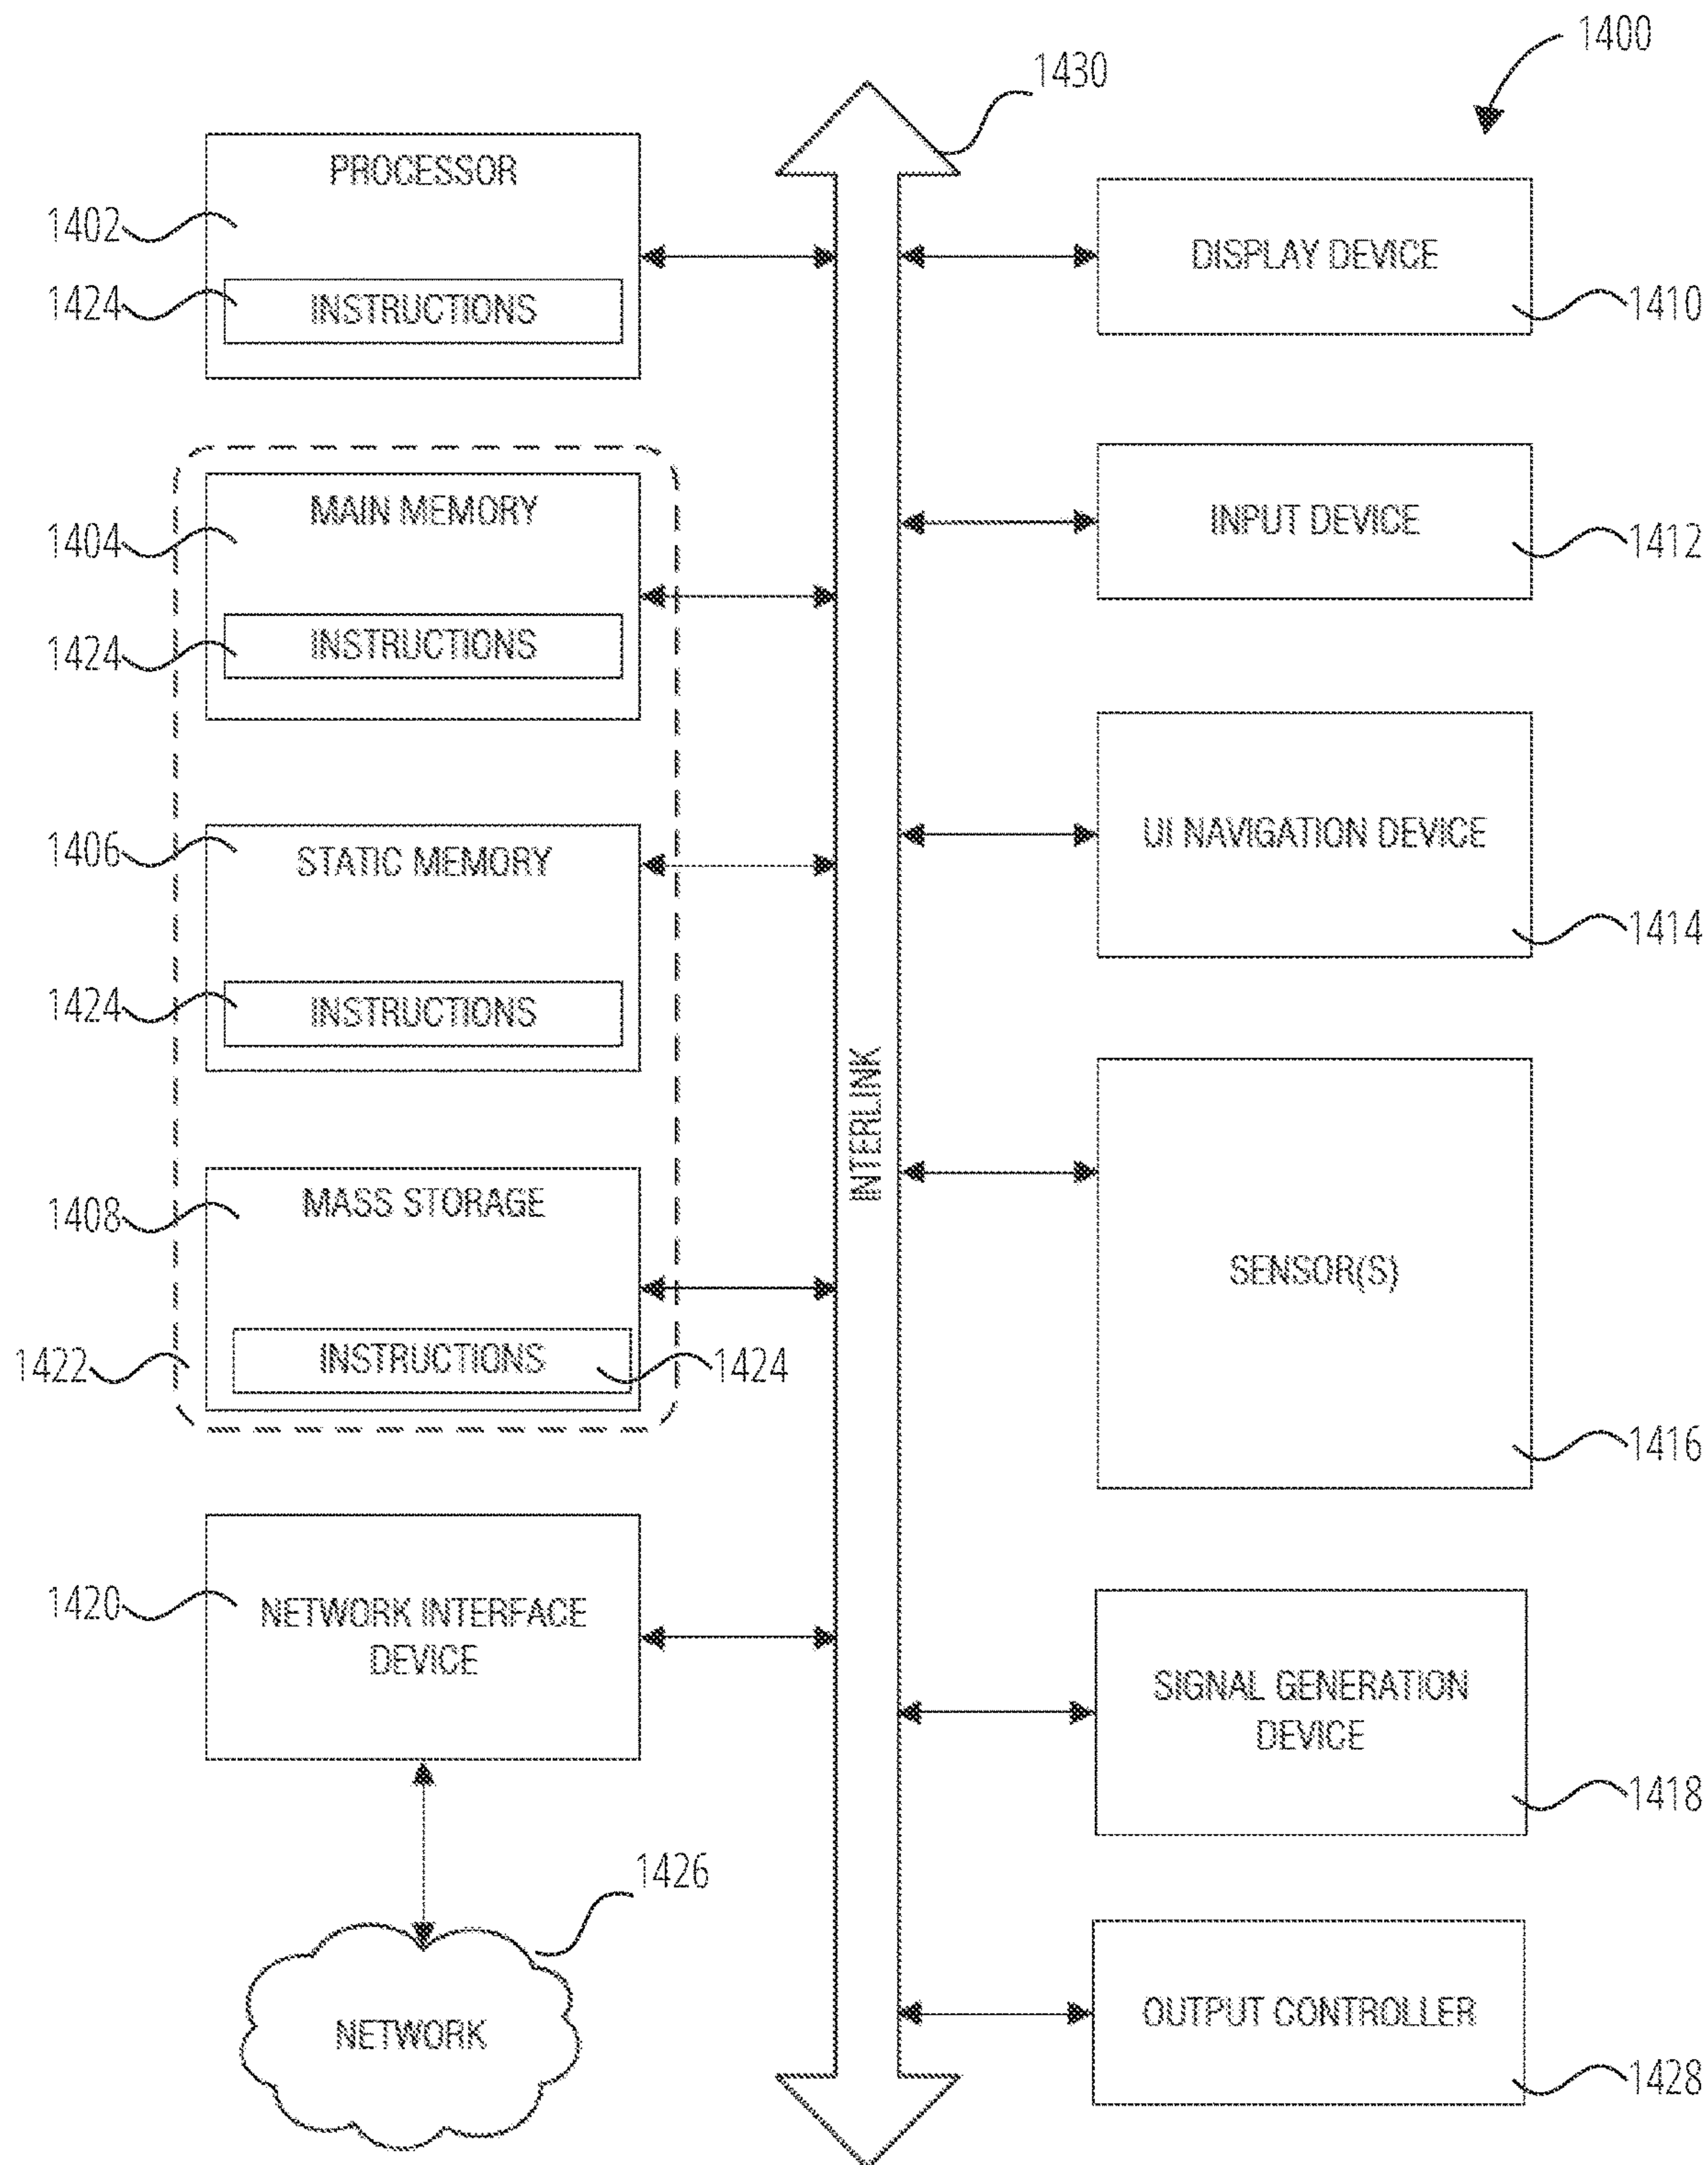 1400
1430
PROCESSOR
1402
1424
INSTRUCTIONS
DISPLAY DEVICE
1410
MAIN MEMORY
1404
1424
INSTRUCTIONS
INPUT DEVICE
1412
1406
STATIC MEMORY
1424
INSTRUCTIONS
UI NAVIGATION DEVICE
1414
INTERLINK
1408
MASS STORAGE
1422
INSTRUCTIONS
1424
SENSOR(S)
1416
1420
NETWORK INTERFACE
DEVICE
SIGNAL GENERATION
DEVICE
1418
1426
NETWORK
OUTPUT CONTROLLER
1428